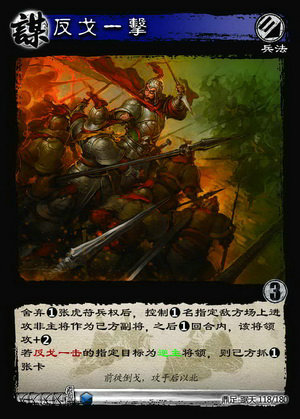 謀
反戈一擊
兵法
3
舍弃1张虎符兵权后，控制1名指定敌方场上进
攻非主将作为己方副将，之后1回合内，该将领
攻+2
若反戈一击的指定目标为逆主将领，则己方抓1
张卡
前徒倒戈，攻于后以北
118/180